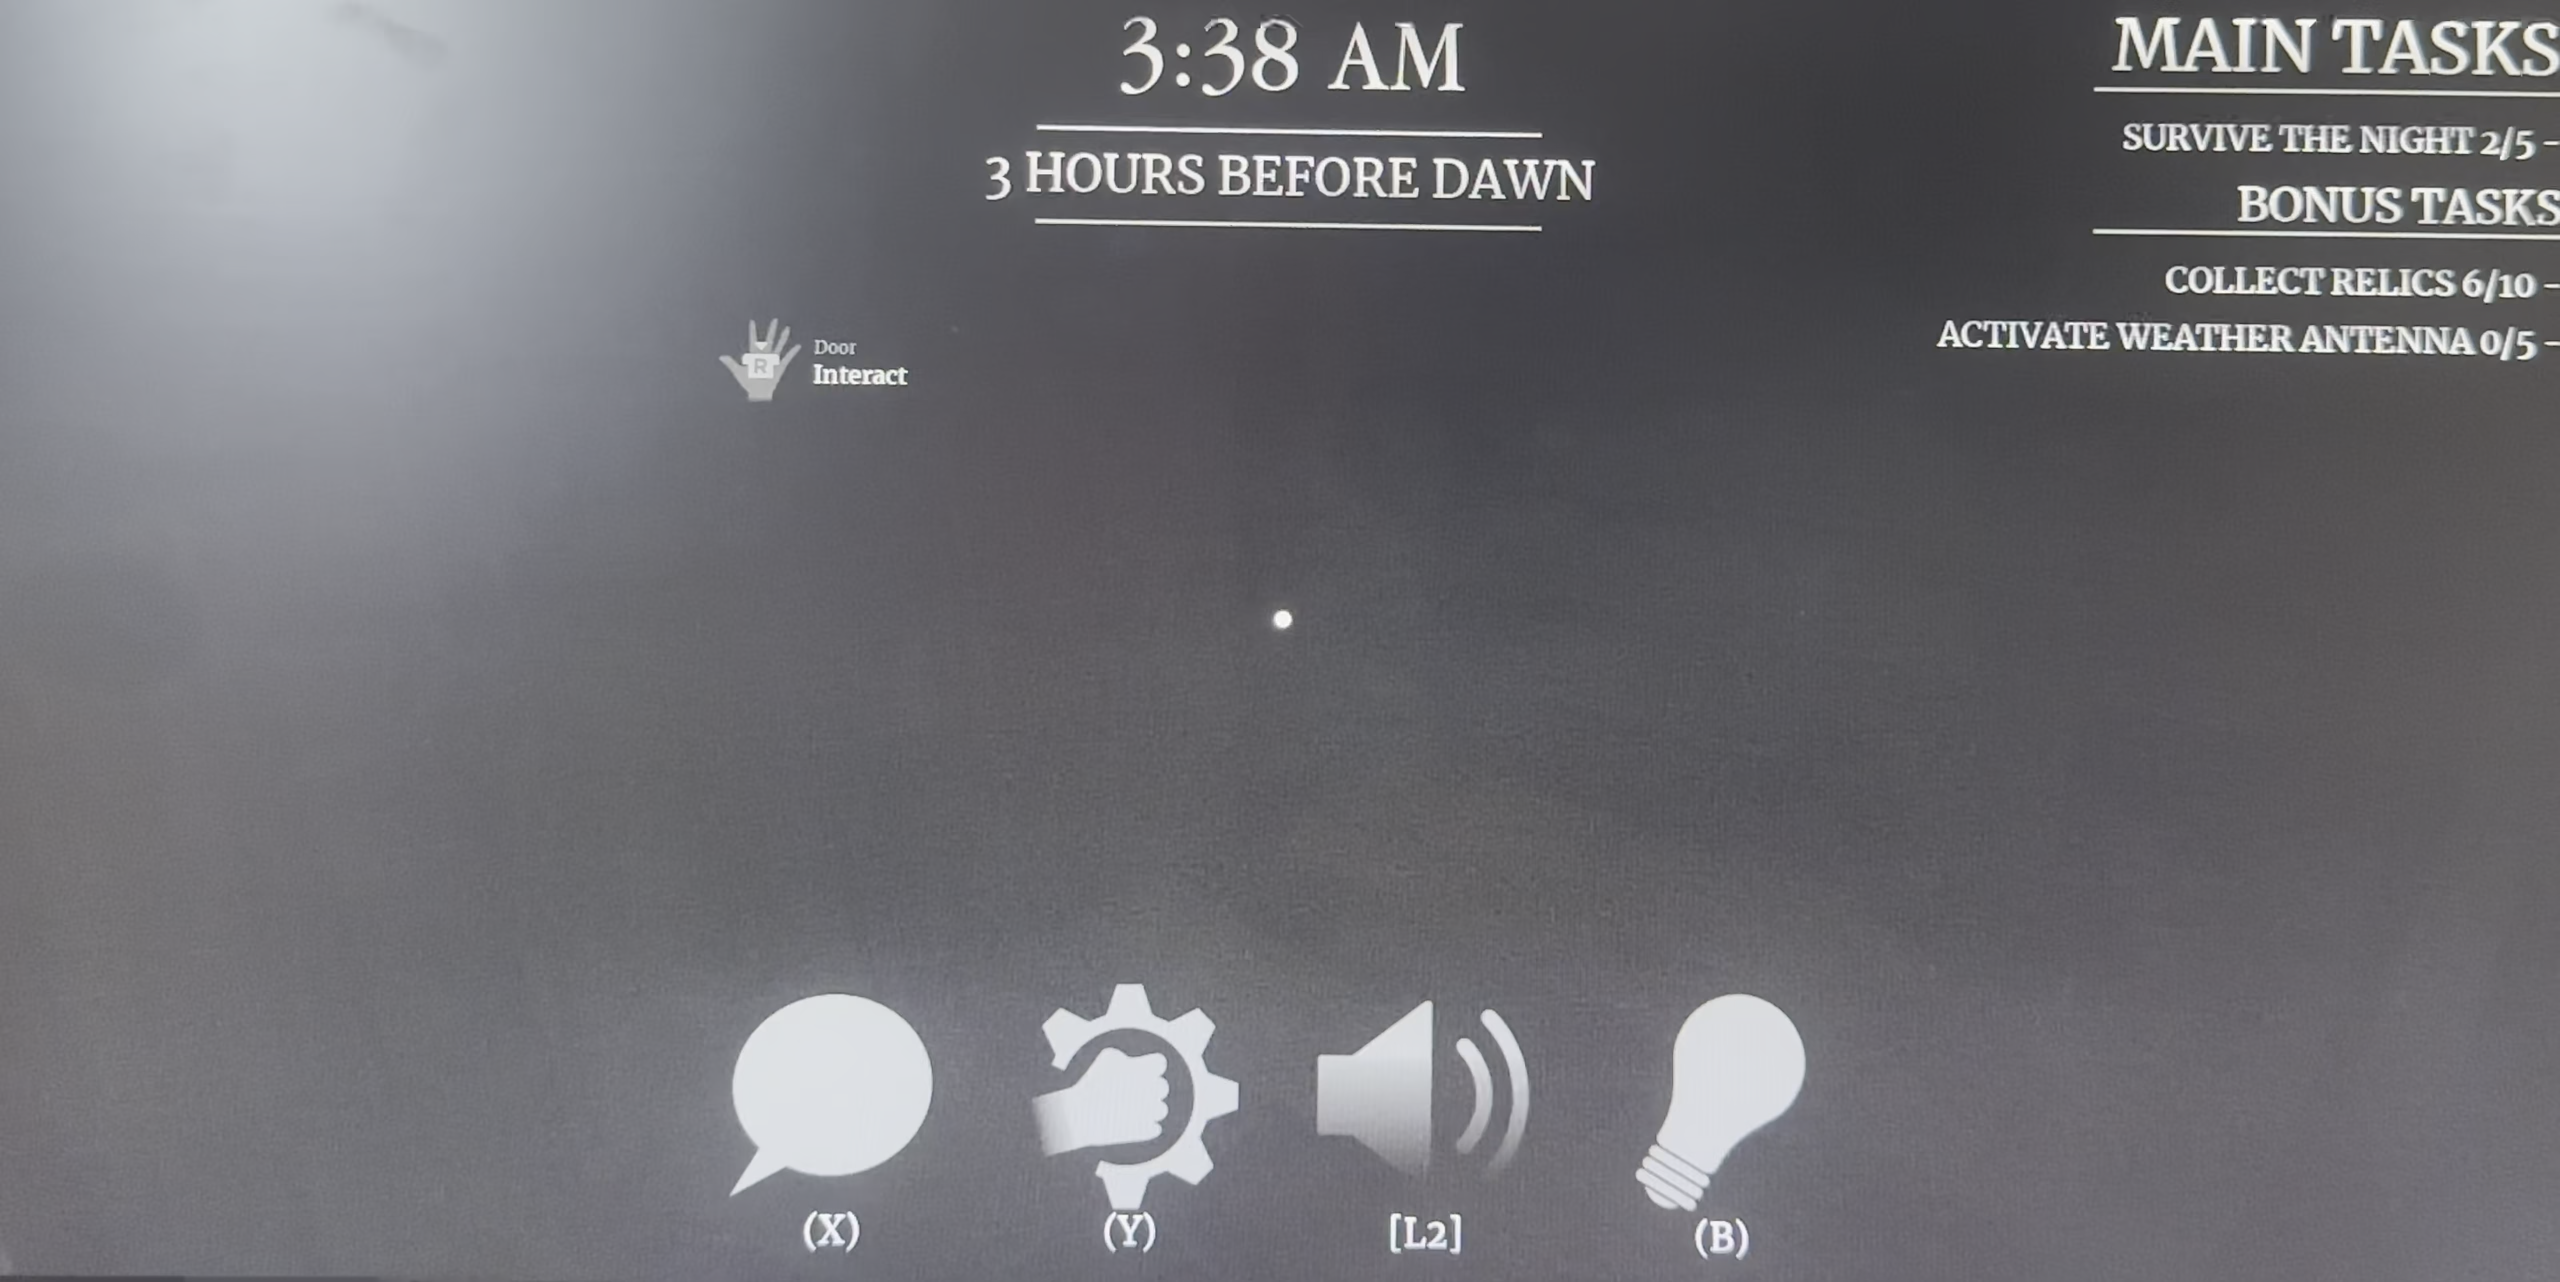 3:38 AM
3 HOURS BEFORE DAWN
MAIN TASKS
SURVIVE THE NIGHT 2/5 -
BONUS TASKS
COLLECT RELICS 6/10 -
ACTIVATE WEATHER ANTENNA 0/5 -
R
Door
Interact
(X)
(Y)
[L2]
(B)